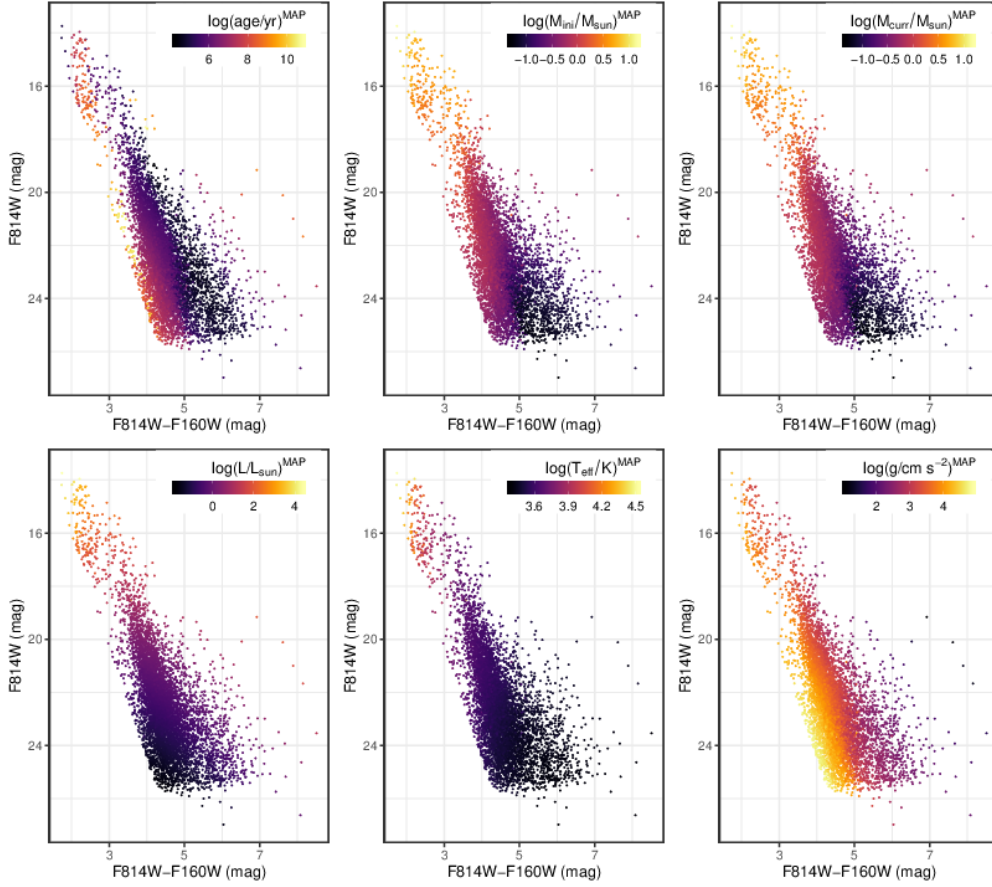 log(age/yr)^MAP
6 8 10
log(M_ini/M_sun)^MAP
−1.0 −0.5 0.0 0.5 1.0
log(M_curr/M_sun)^MAP
−1.0 −0.5 0.0 0.5 1.0
F814W (mag)
16
20
24
3 5 7
F814W−F160W (mag)
F814W (mag)
16
20
24
3 5 7
F814W−F160W (mag)
F814W (mag)
16
20
24
3 5 7
F814W−F160W (mag)
log(L/L_sun)^MAP
0 2 4
log(T_eff/K)^MAP
3.6 3.9 4.2 4.5
log(g/cm s^−2)^MAP
2 3 4
F814W (mag)
16
20
24
3 5 7
F814W−F160W (mag)
F814W (mag)
16
20
24
3 5 7
F814W−F160W (mag)
F814W (mag)
16
20
24
3 5 7
F814W−F160W (mag)